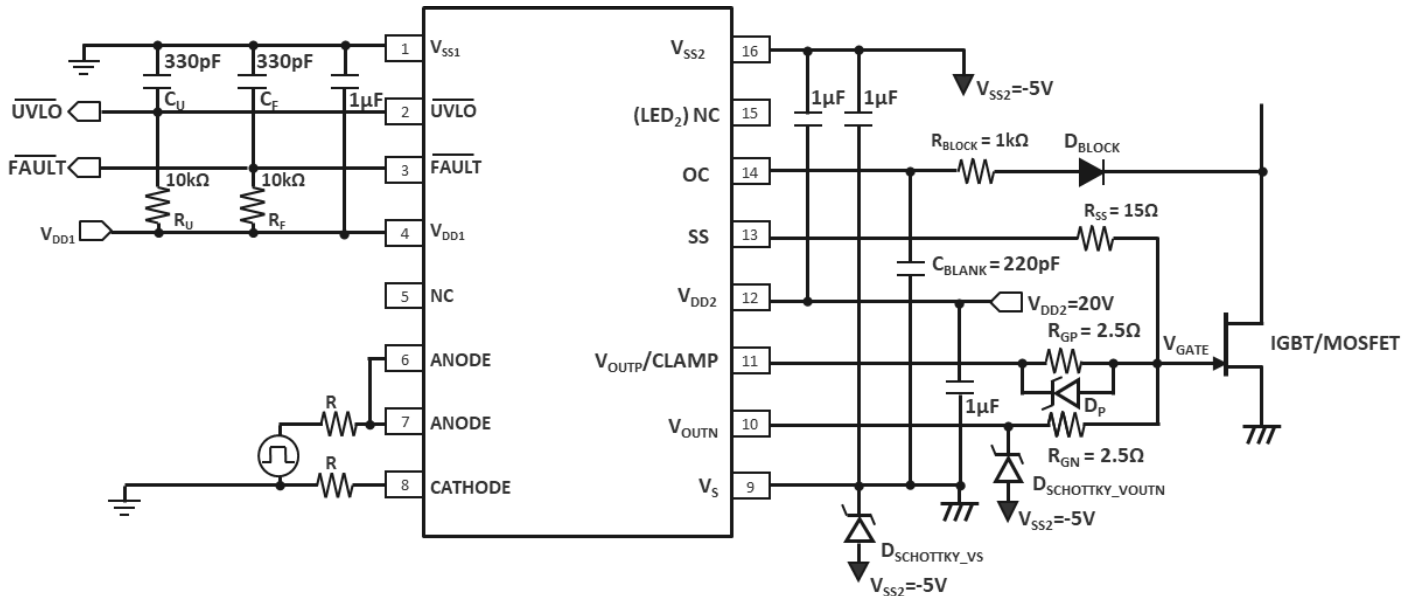 330pF
330pF
1µF
C_U
C_F
UVLO
FAULT
10kΩ
10kΩ
R_U
R_F
V_DD1
R
R
1 V_SS1
2 UVLO
3 FAULT
4 V_DD1
5 NC
6 ANODE
7 ANODE
8 CATHODE
V_SS2 16
(LED_2) NC 15
OC 14
SS 13
V_DD2 12
V_OUTP/CLAMP 11
V_OUTN 10
V_S 9
V_SS2=-5V
1µF
1µF
R_BLOCK = 1kΩ
D_BLOCK
R_SS = 15Ω
C_BLANK = 220pF
V_DD2=20V
R_GP = 2.5Ω
V_GATE
IGBT/MOSFET
D_P
1µF
R_GN = 2.5Ω
D_SCHOTTKY_VOUTN
V_SS2=-5V
D_SCHOTTKY_VS
V_SS2=-5V